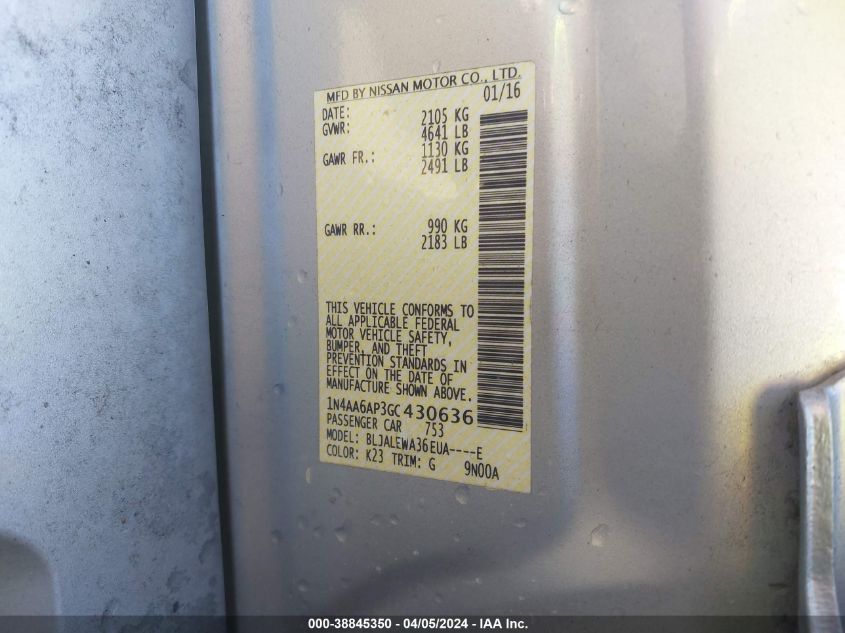 MFD BY NISSAN MOTOR CO., LTD.
DATE: 01/16
GVWR: 2105 KG
4641 LB
GAWR FR.: 1130 KG
2491 LB
GAWR RR.: 990 KG
2183 LB
THIS VEHICLE CONFORMS TO
ALL APPLICABLE FEDERAL
MOTOR VEHICLE SAFETY,
BUMPER, AND THEFT
PREVENTION STANDARDS IN
EFFECT ON THE DATE OF
MANUFACTURE SHOWN ABOVE.
1N4AA6AP3GC430636
PASSENGER CAR 753
MODEL: BLJALEWA36EUA----E
COLOR: K23 TRIM: G 9N00A
000-38845350 - 04/05/2024 - IAA Inc.